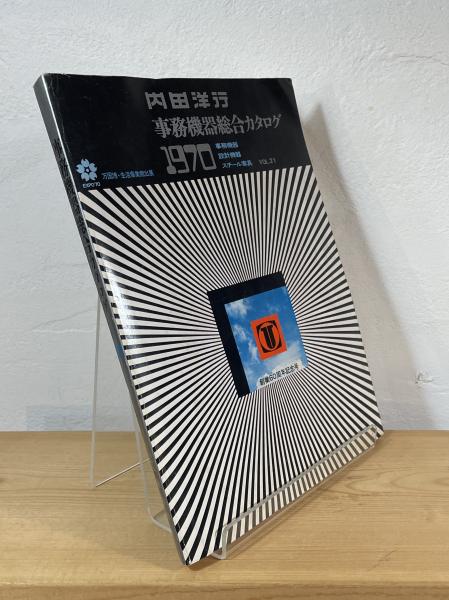 内田洋行
事務機器総合カタログ
1970
事務機器
設計機器
スチール家具 VOL.21
EXPO'70
万国博・生活産業館出展
創業60周年記念号